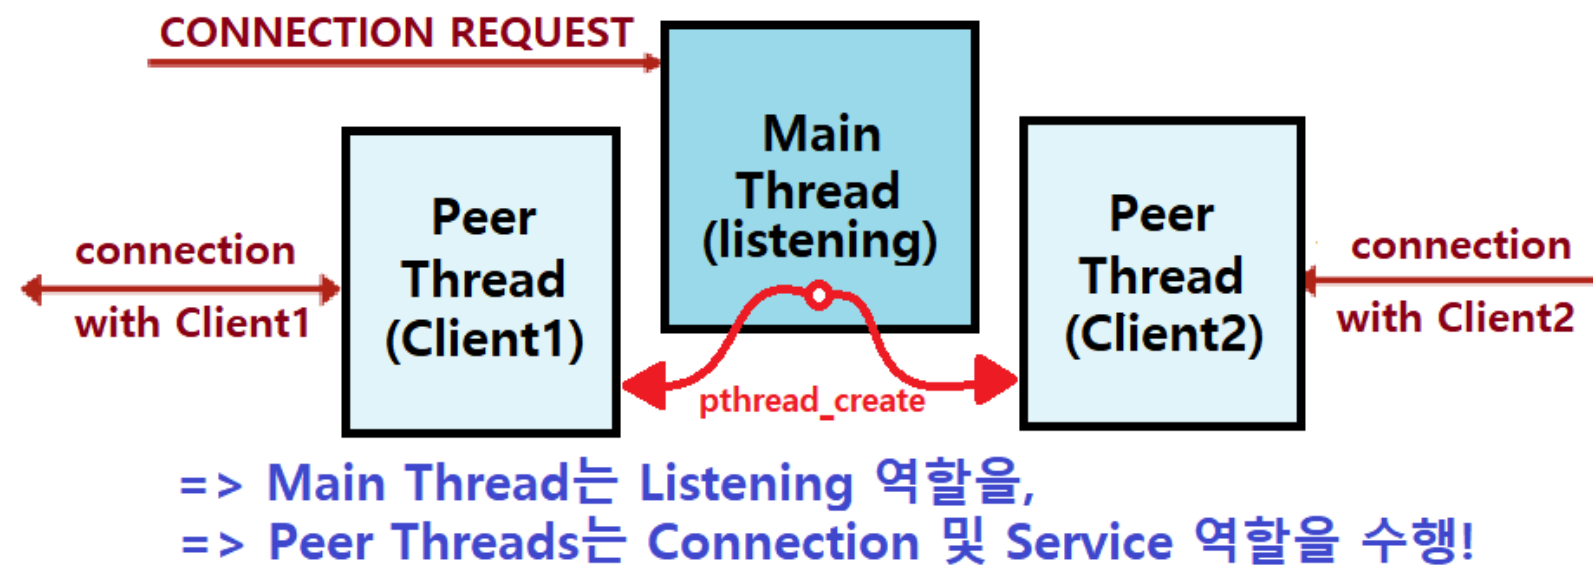 CONNECTION REQUEST
Main
Thread
(listening)
Peer
Thread
(Client1)
Peer
Thread
(Client2)
connection
with Client1
connection
with Client2
pthread_create
=> Main Thread는 Listening 역할을,
=> Peer Threads는 Connection 및 Service 역할을 수행!